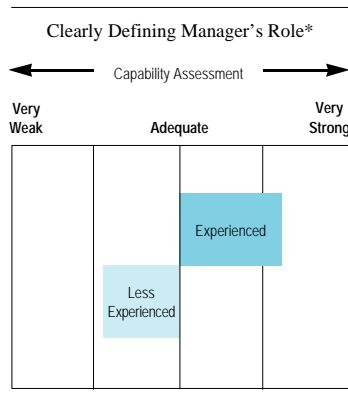 Clearly Defining Manager’s Role*
Capability Assessment
Very
Weak
Adequate
Very
Strong
Experienced
Less
Experienced